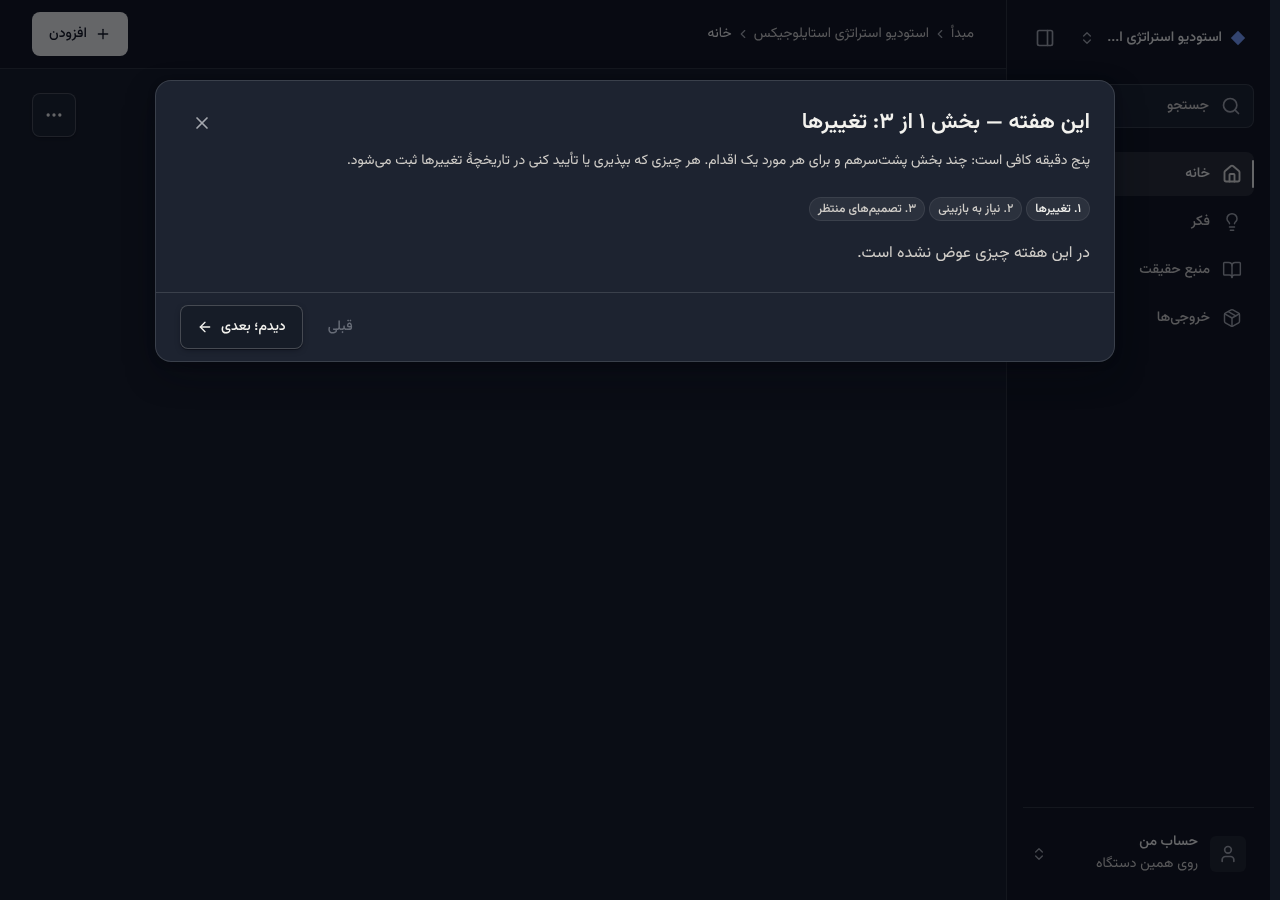 استودیو استراتژی ا...
مبدأ › استودیو استراتژی استایلوجیکس › خانه
افزودن
جستجو
خانه
فکر
منبع حقیقت
خروجی‌ها
این هفته — بخش ۱ از ۳: تغییرها
پنج دقیقه کافی است: چند بخش پشت‌سرهم و برای هر مورد یک اقدام. هر چیزی که بپذیری یا تأیید کنی در تاریخچهٔ تغییرها ثبت می‌شود.
۱. تغییرها ۲. نیاز به بازبینی ۳. تصمیم‌های منتظر
در این هفته چیزی عوض نشده است.
قبلی
دیدم؛ بعدی
حساب من
روی همین دستگاه